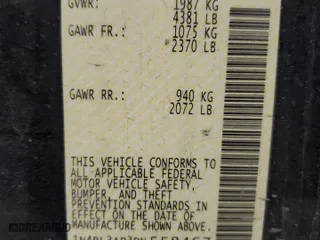 GVWR: 1987 KG
4381 LB
GAWR FR.: 1075 KG
2370 LB
GAWR RR.: 940 KG
2072 LB
THIS VEHICLE CONFORMS TO
ALL-APPLICABLE FEDERAL
MOTOR VEHICLE SAFETY,
BUMPER, AND THEFT
PREVENTION STANDARDS IN
EFFECT ON THE DATE OF
MANUFACTURE SHOWN ABOVE.